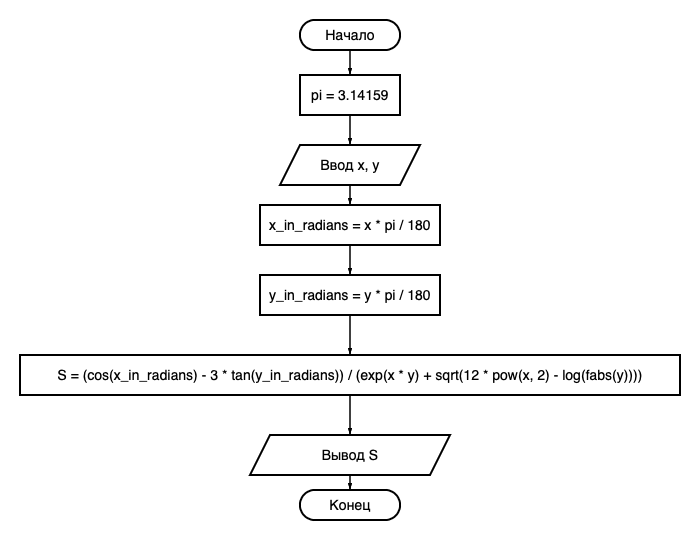 Начало
pi = 3.14159
Ввод x, y
x_in_radians = x * pi / 180
y_in_radians = y * pi / 180
S = (cos(x_in_radians) - 3 * tan(y_in_radians)) / (exp(x * y) + sqrt(12 * pow(x, 2) - log(fabs(y))))
Вывод S
Конец